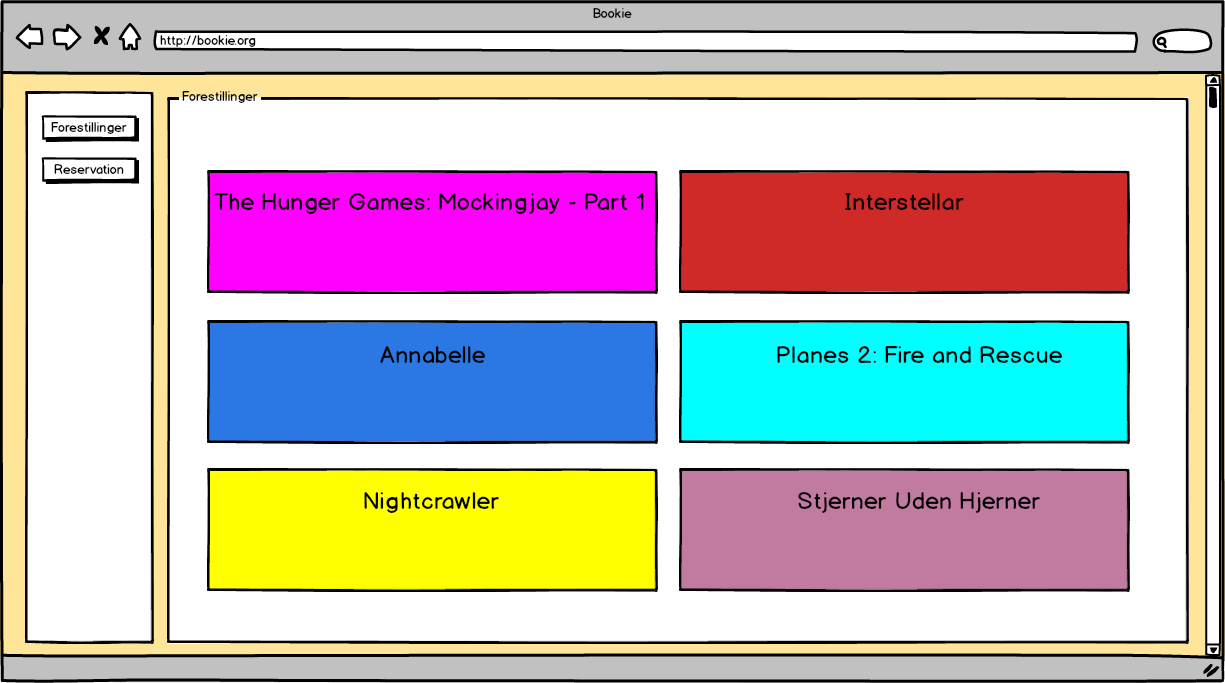 Bookie
http://bookie.org
Forestillinger
Reservation
Forestillinger
The Hunger Games: Mockingjay - Part 1
Interstellar
Annabelle
Planes 2: Fire and Rescue
Nightcrawler
Stjerner Uden Hjerner